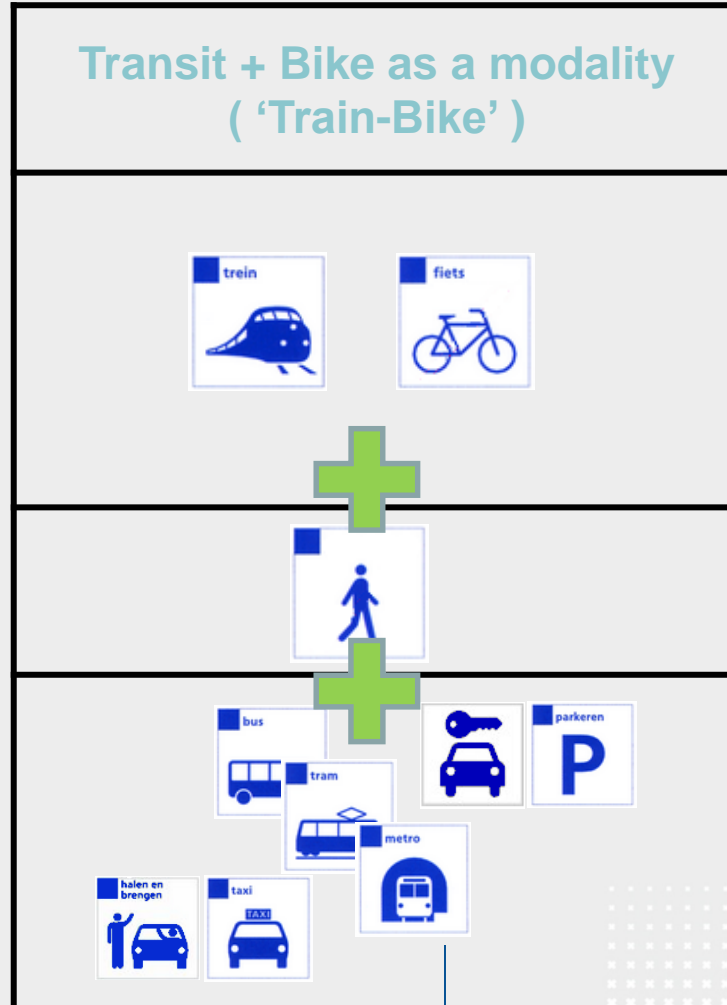 Transit + Bike as a modality
( ‘Train-Bike’ )
trein
fiets
bus
parkeren
P
tram
metro
halen en
brengen
taxi
TAXI